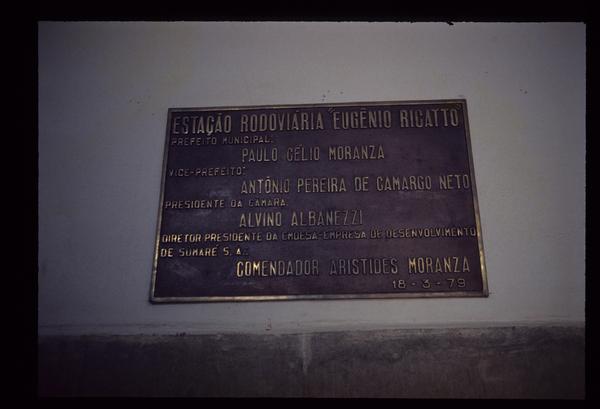 ESTAÇÃO RODOVIÁRIA "EUGÊNIO RIGATTO"
PREFEITO MUNICIPAL:
PAULO CÉLIO MORANZA
VICE-PREFEITO:
ANTÔNIO PEREIRA DE CAMARGO NETO
PRESIDENTE DA CÂMARA:
ALVINO ALBANEZZI
DIRETOR PRESIDENTE DA EMDESA-EMPRESA DE DESENVOLVIMENTO
DE SUMARÉ S,A.:
COMENDADOR ARISTIDES MORANZA
18-3-79